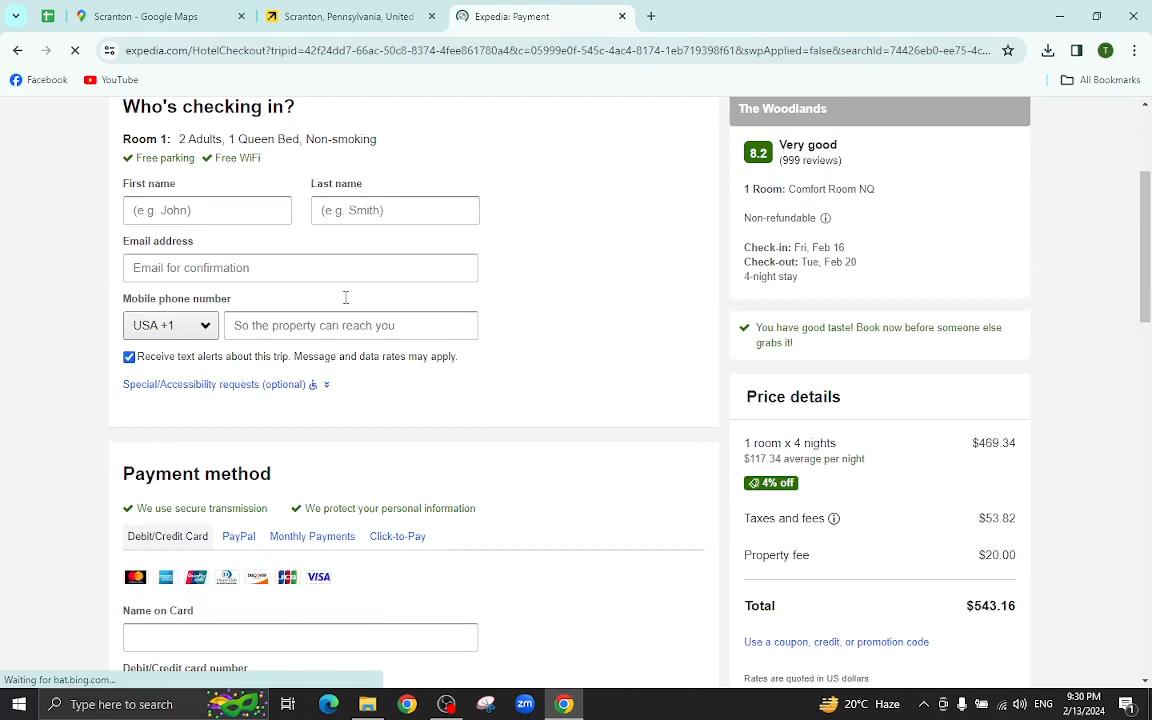 Scranton - Google Maps
Scranton, Pennsylvania, United
Expedia: Payment
expedia.com/HotelCheckout?tripid=42f24dd7-66ac-50c8-8374-4fee861780a4&c=05999e0f-545c-4ac4-8174-1eb719398f61&swpApplied=false&searchId=74426eb0-ee75-4c...
T
Facebook
YouTube
All Bookmarks
Who's checking in?
Room 1: 2 Adults, 1 Queen Bed, Non-smoking
Free parking Free WiFi
First name Last name
(e.g. John) (e.g. Smith)
Email address
Email for confirmation
Mobile phone number
USA +1 So the property can reach you
Receive text alerts about this trip. Message and data rates may apply.
Special/Accessibility requests (optional)
Payment method
We use secure transmission We protect your personal information
Debit/Credit Card PayPal Monthly Payments Click-to-Pay
VISA
Name on Card
Debit/Credit card number
The Woodlands
8.2 Very good
(999 reviews)
1 Room: Comfort Room NQ
Non-refundable
Check-in: Fri, Feb 16
Check-out: Tue, Feb 20
4-night stay
You have good taste! Book now before someone else
grabs it!
Price details
1 room x 4 nights $469.34
$117.34 average per night
4% off
Taxes and fees $53.82
Property fee $20.00
Total $543.16
Use a coupon, credit, or promotion code
Rates are quoted in US dollars.
Waiting for bat.bing.com...
Type here to search
zm
20°C Haze
ENG
9:30 PM
2/13/2024
1